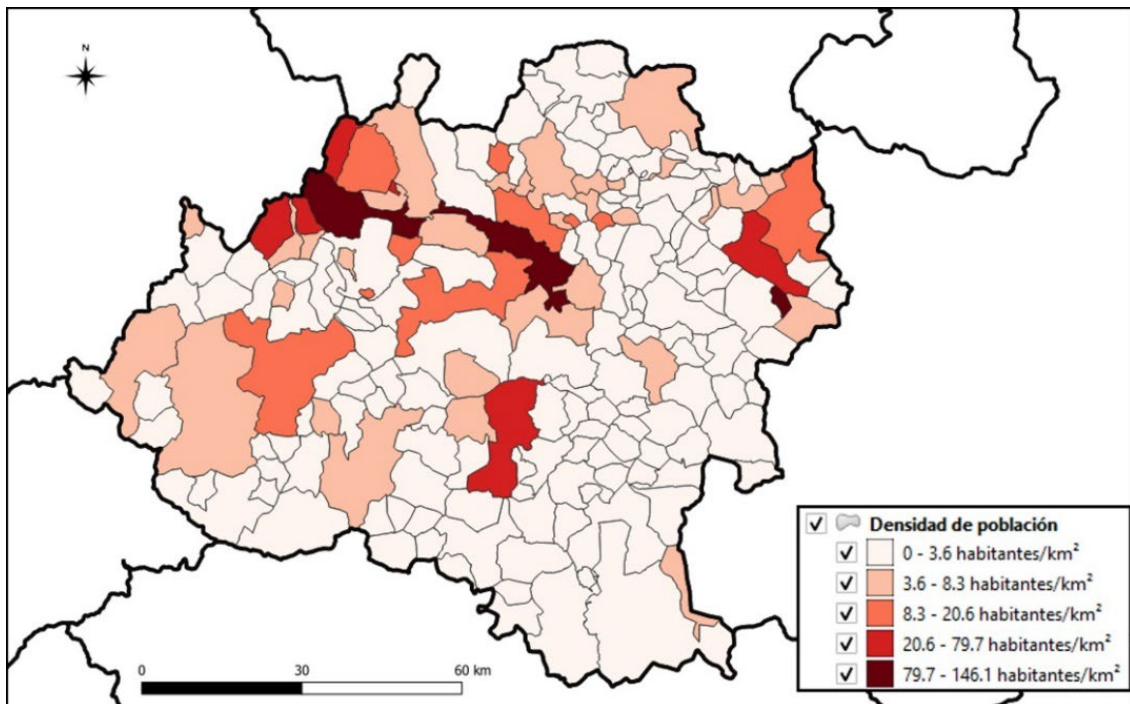 N
Densidad de población
0 - 3.6 habitantes/km²
3.6 - 8.3 habitantes/km²
8.3 - 20.6 habitantes/km²
20.6 - 79.7 habitantes/km²
79.7 - 146.1 habitantes/km²
0 30 60 km